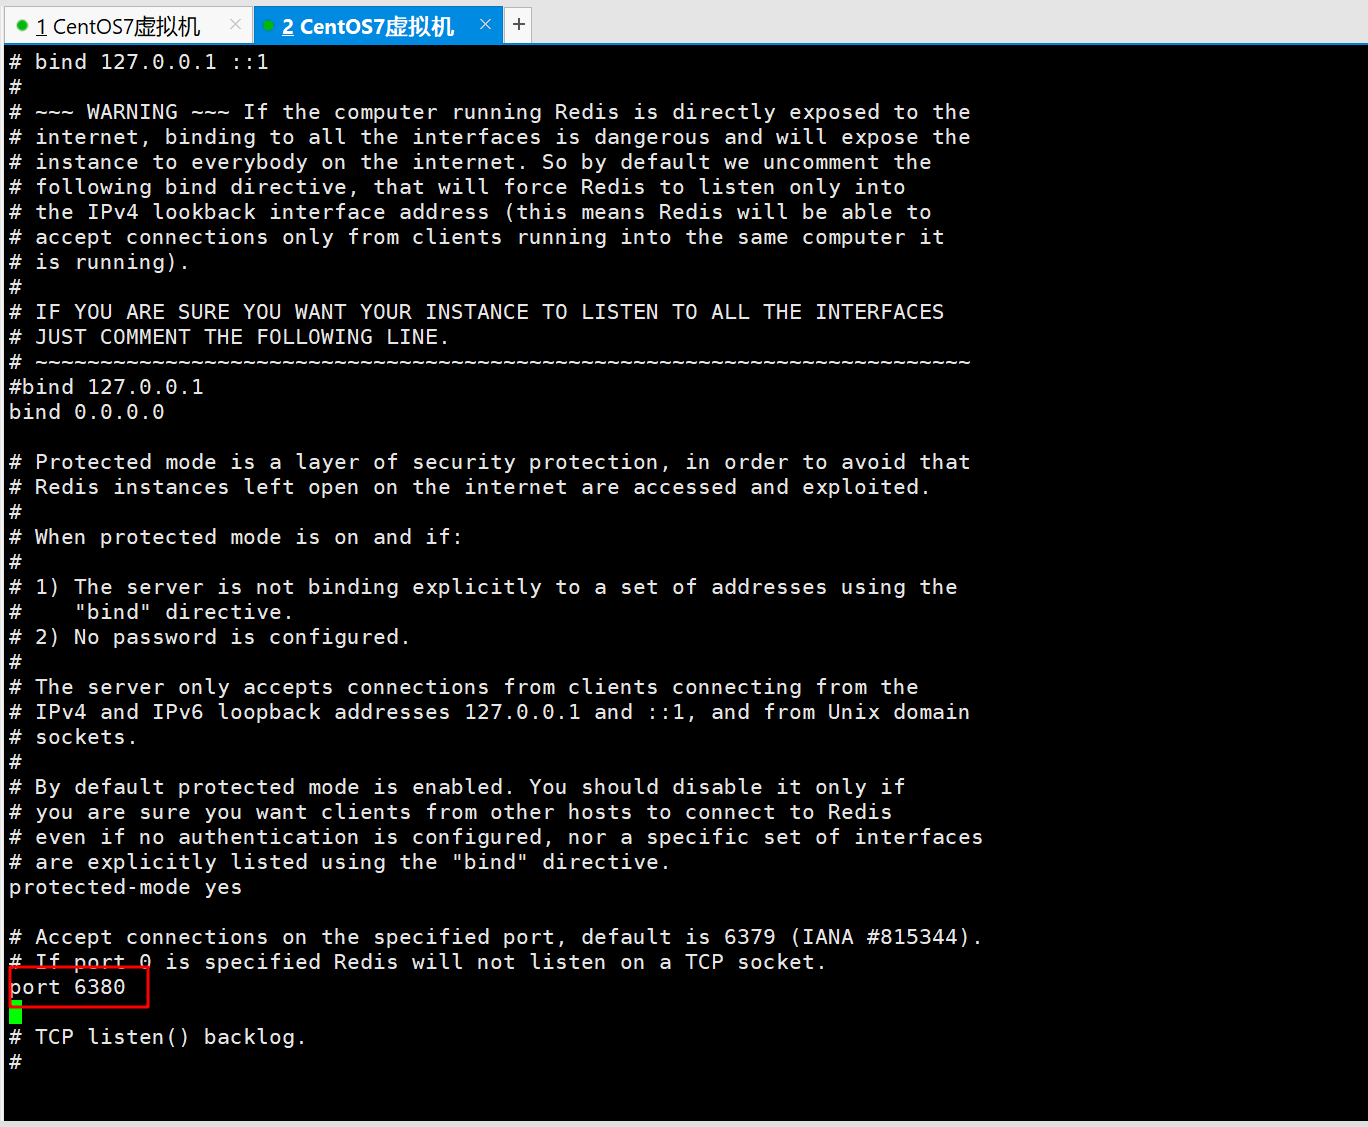 1 CentOS7虚拟机 × 2 CentOS7虚拟机 × +
# bind 127.0.0.1 ::1
#
# ~~~ WARNING ~~~ If the computer running Redis is directly exposed to the
# internet, binding to all the interfaces is dangerous and will expose the
# instance to everybody on the internet. So by default we uncomment the
# following bind directive, that will force Redis to listen only into
# the IPv4 lookback interface address (this means Redis will be able to
# accept connections only from clients running into the same computer it
# is running).
#
# IF YOU ARE SURE YOU WANT YOUR INSTANCE TO LISTEN TO ALL THE INTERFACES
# JUST COMMENT THE FOLLOWING LINE.
# ~~~~~~~~~~~~~~~~~~~~~~~~~~~~~~~~~~~~~~~~~~~~~~~~~~~~~~~~~~~~~~~~~~~~~~~~
#bind 127.0.0.1
bind 0.0.0.0
# Protected mode is a layer of security protection, in order to avoid that
# Redis instances left open on the internet are accessed and exploited.
#
# When protected mode is on and if:
#
# 1) The server is not binding explicitly to a set of addresses using the
#    "bind" directive.
# 2) No password is configured.
#
# The server only accepts connections from clients connecting from the
# IPv4 and IPv6 loopback addresses 127.0.0.1 and ::1, and from Unix domain
# sockets.
#
# By default protected mode is enabled. You should disable it only if
# you are sure you want clients from other hosts to connect to Redis
# even if no authentication is configured, nor a specific set of interfaces
# are explicitly listed using the "bind" directive.
protected-mode yes
# Accept connections on the specified port, default is 6379 (IANA #815344).
# If port 0 is specified Redis will not listen on a TCP socket.
port 6380
# TCP listen() backlog.
#